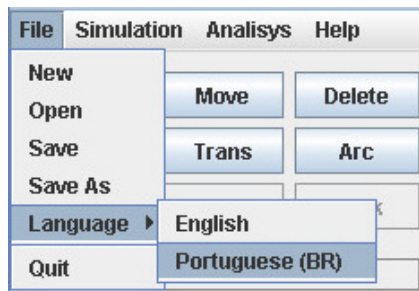 File Simulation Analisys Help
New
Move Delete
Open
Save
Trans Arc
Save As
Language
English
Portuguese (BR)
Quit